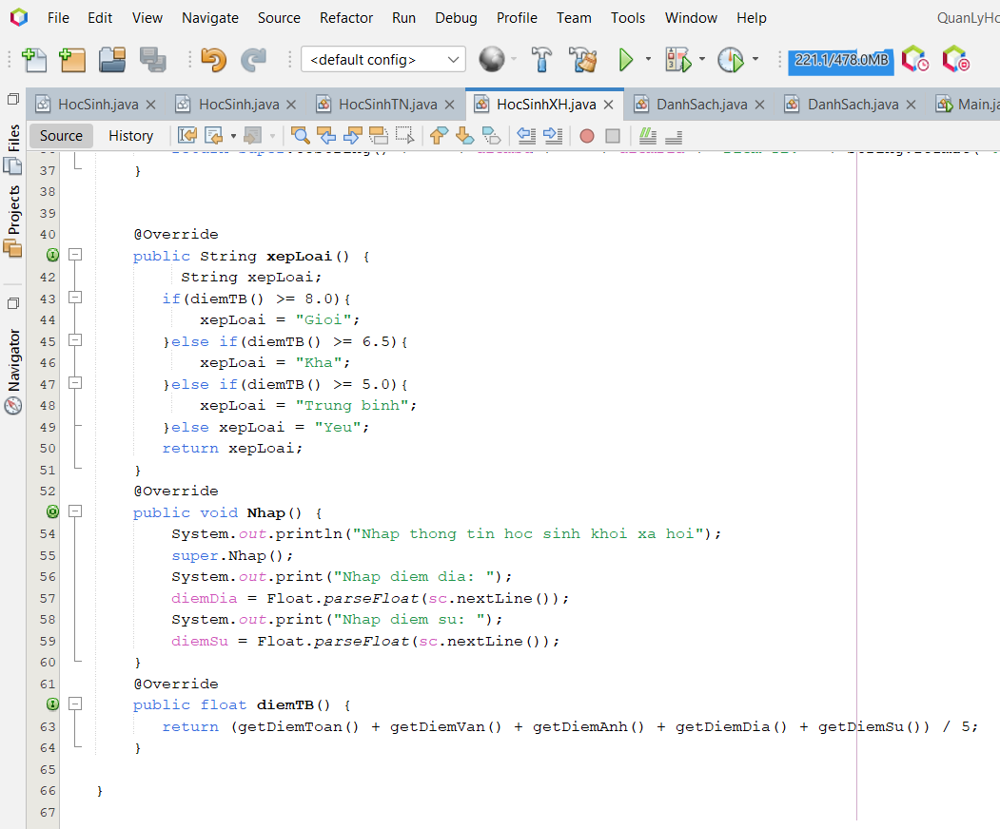 File Edit View Navigate Source Refactor Run Debug Profile Team Tools Window Help QuanLyHo
<default config> 221.1/478.0MB
HocSinh.java HocSinh.java HocSinhTN.java HocSinhXH.java DanhSach.java DanhSach.java Main.ja
Source History
Files
Projects
Navigator
37 }
38
39
40 @Override
public String xepLoai() {
42 String xepLoai;
43 if(diemTB() >= 8.0){
44 xepLoai = "Gioi";
45 }else if(diemTB() >= 6.5){
46 xepLoai = "Kha";
47 }else if(diemTB() >= 5.0){
48 xepLoai = "Trung binh";
49 }else xepLoai = "Yeu";
50 return xepLoai;
51 }
52 @Override
public void Nhap() {
54 System.out.println("Nhap thong tin hoc sinh khoi xa hoi");
55 super.Nhap();
56 System.out.print("Nhap diem dia: ");
57 diemDia = Float.parseFloat(sc.nextLine());
58 System.out.print("Nhap diem su: ");
59 diemSu = Float.parseFloat(sc.nextLine());
60 }
61 @Override
public float diemTB() {
63 return (getDiemToan() + getDiemVan() + getDiemAnh() + getDiemDia() + getDiemSu()) / 5;
64 }
65
66 }
67